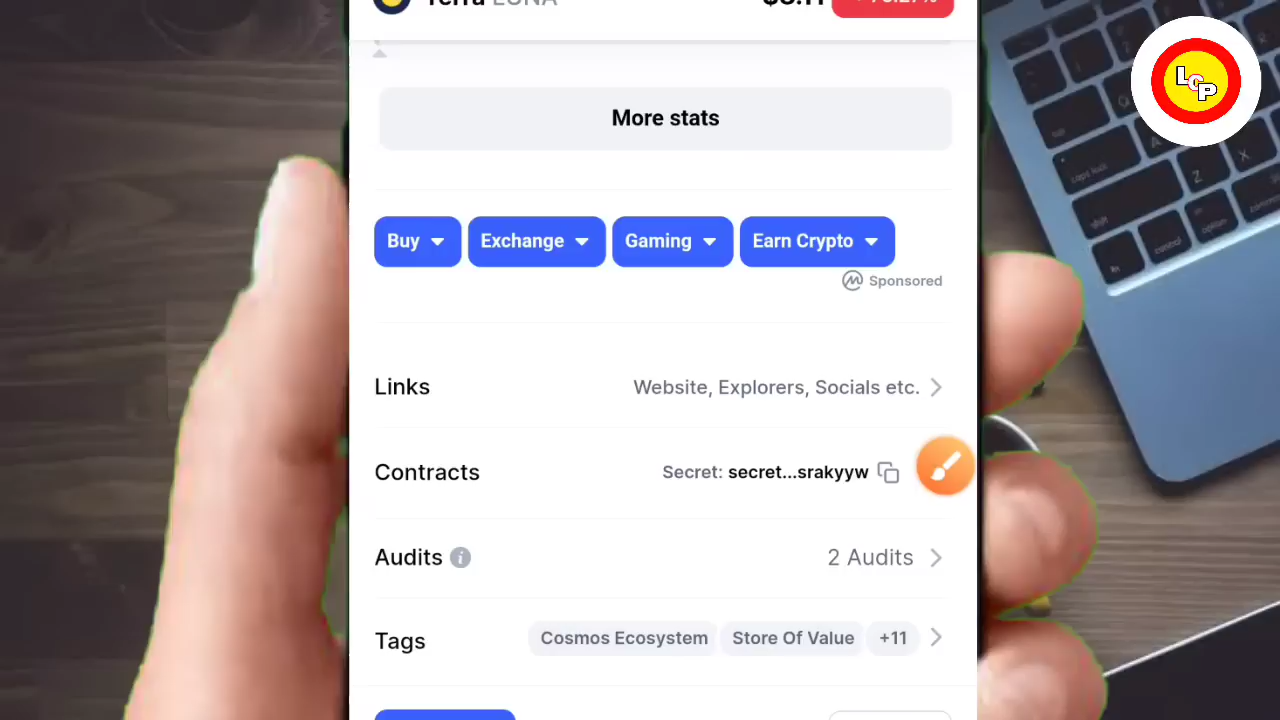 Terra LUNA
LCP
More stats
Buy
Exchange
Gaming
Earn Crypto
Sponsored
Links
Website, Explorers, Socials etc.
Contracts
Secret: secret...srakyyw
Audits
2 Audits
Tags
Cosmos Ecosystem
Store Of Value
+11